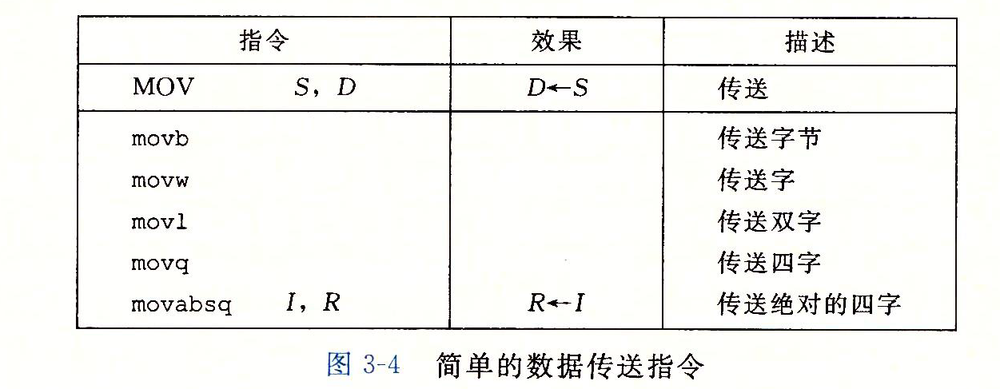 指令 效果 描述
MOV S, D D←S 传送
movb 传送字节
movw 传送字
movl 传送双字
movq 传送四字
movabsq I, R R←I 传送绝对的四字
图 3-4 简单的数据传送指令